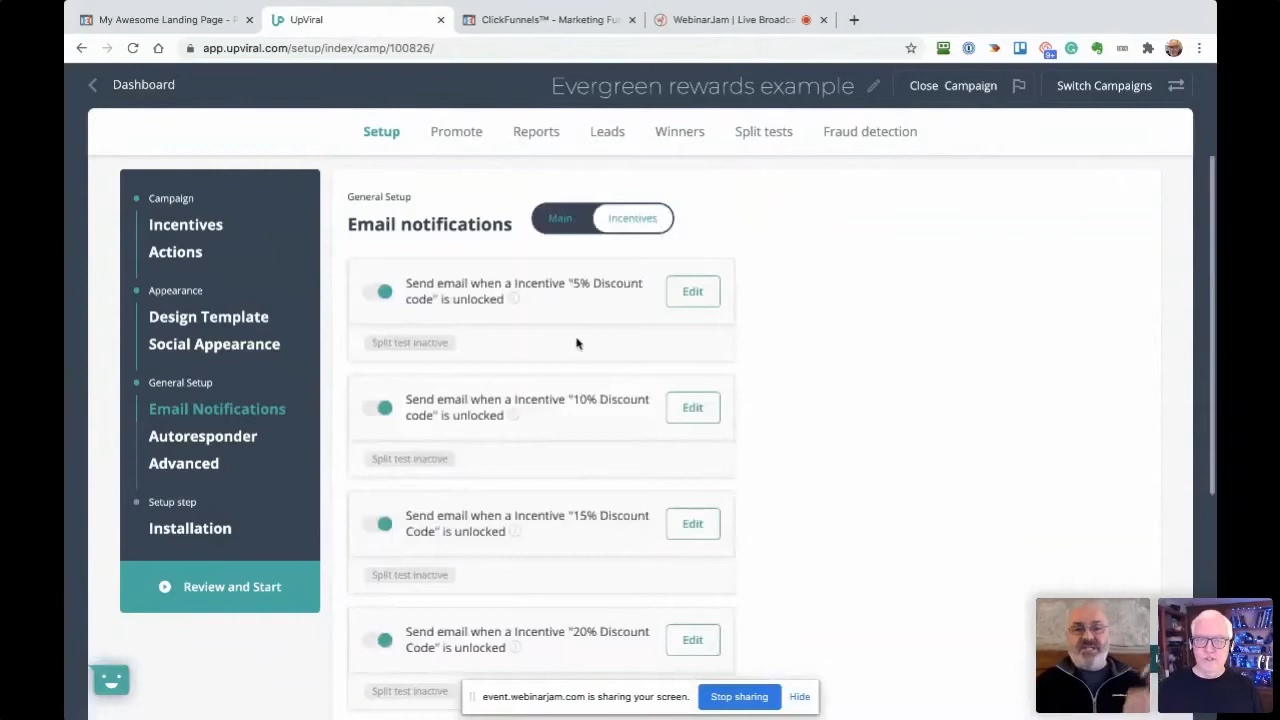 My Awesome Landing Page - P
UpViral
ClickFunnels™ - Marketing Fu
WebinarJam | Live Broadca
app.upviral.com/setup/index/camp/100826/
9+
Dashboard
Evergreen rewards example
Close Campaign
Switch Campaigns
Setup
Promote
Reports
Leads
Winners
Split tests
Fraud detection
Campaign
Incentives
Actions
Appearance
Design Template
Social Appearance
General Setup
Email Notifications
Autoresponder
Advanced
Setup step
Installation
Review and Start
General Setup
Email notifications
Main
Incentives
Send email when a Incentive "5% Discount
code" is unlocked
Edit
Split test inactive
Send email when a Incentive "10% Discount
code" is unlocked
Edit
Split test inactive
Send email when a Incentive "15% Discount
Code" is unlocked
Edit
Split test inactive
Send email when a Incentive "20% Discount
Code" is unlocked
Edit
Split test inactive
event.webinarjam.com is sharing your screen.
Stop sharing
Hide